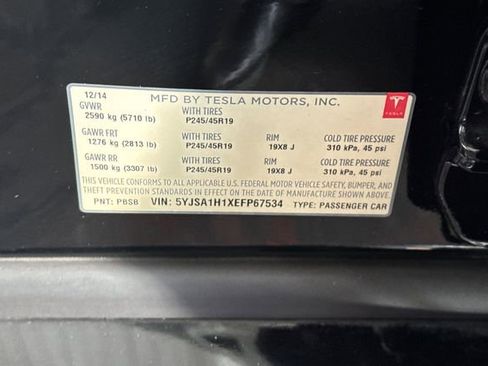 12/14
MFD BY TESLA MOTORS, INC.
GVWR
2590 kg (5710 lb)
WITH TIRES
P245/45R19
TESLA
GAWR FRT
1276 kg (2813 lb)
WITH TIRES
P245/45R19
RIM
19X8 J
COLD TIRE PRESSURE
310 kPa, 45 psi
GAWR RR
1500 kg (3307 lb)
WITH TIRES
P245/45R19
RIM
19X8 J
COLD TIRE PRESSURE
310 kPa, 45 psi
THIS VEHICLE CONFORMS TO ALL APPLICABLE U.S. FEDERAL MOTOR VEHICLE SAFETY, BUMPER, AND
THEFT PREVENTION STANDARDS IN EFFECT ON THE DATE OF MANUFACTURE SHOWN ABOVE.
PNT: PBSB VIN: 5YJSA1H1XEFP67534 TYPE: PASSENGER CAR